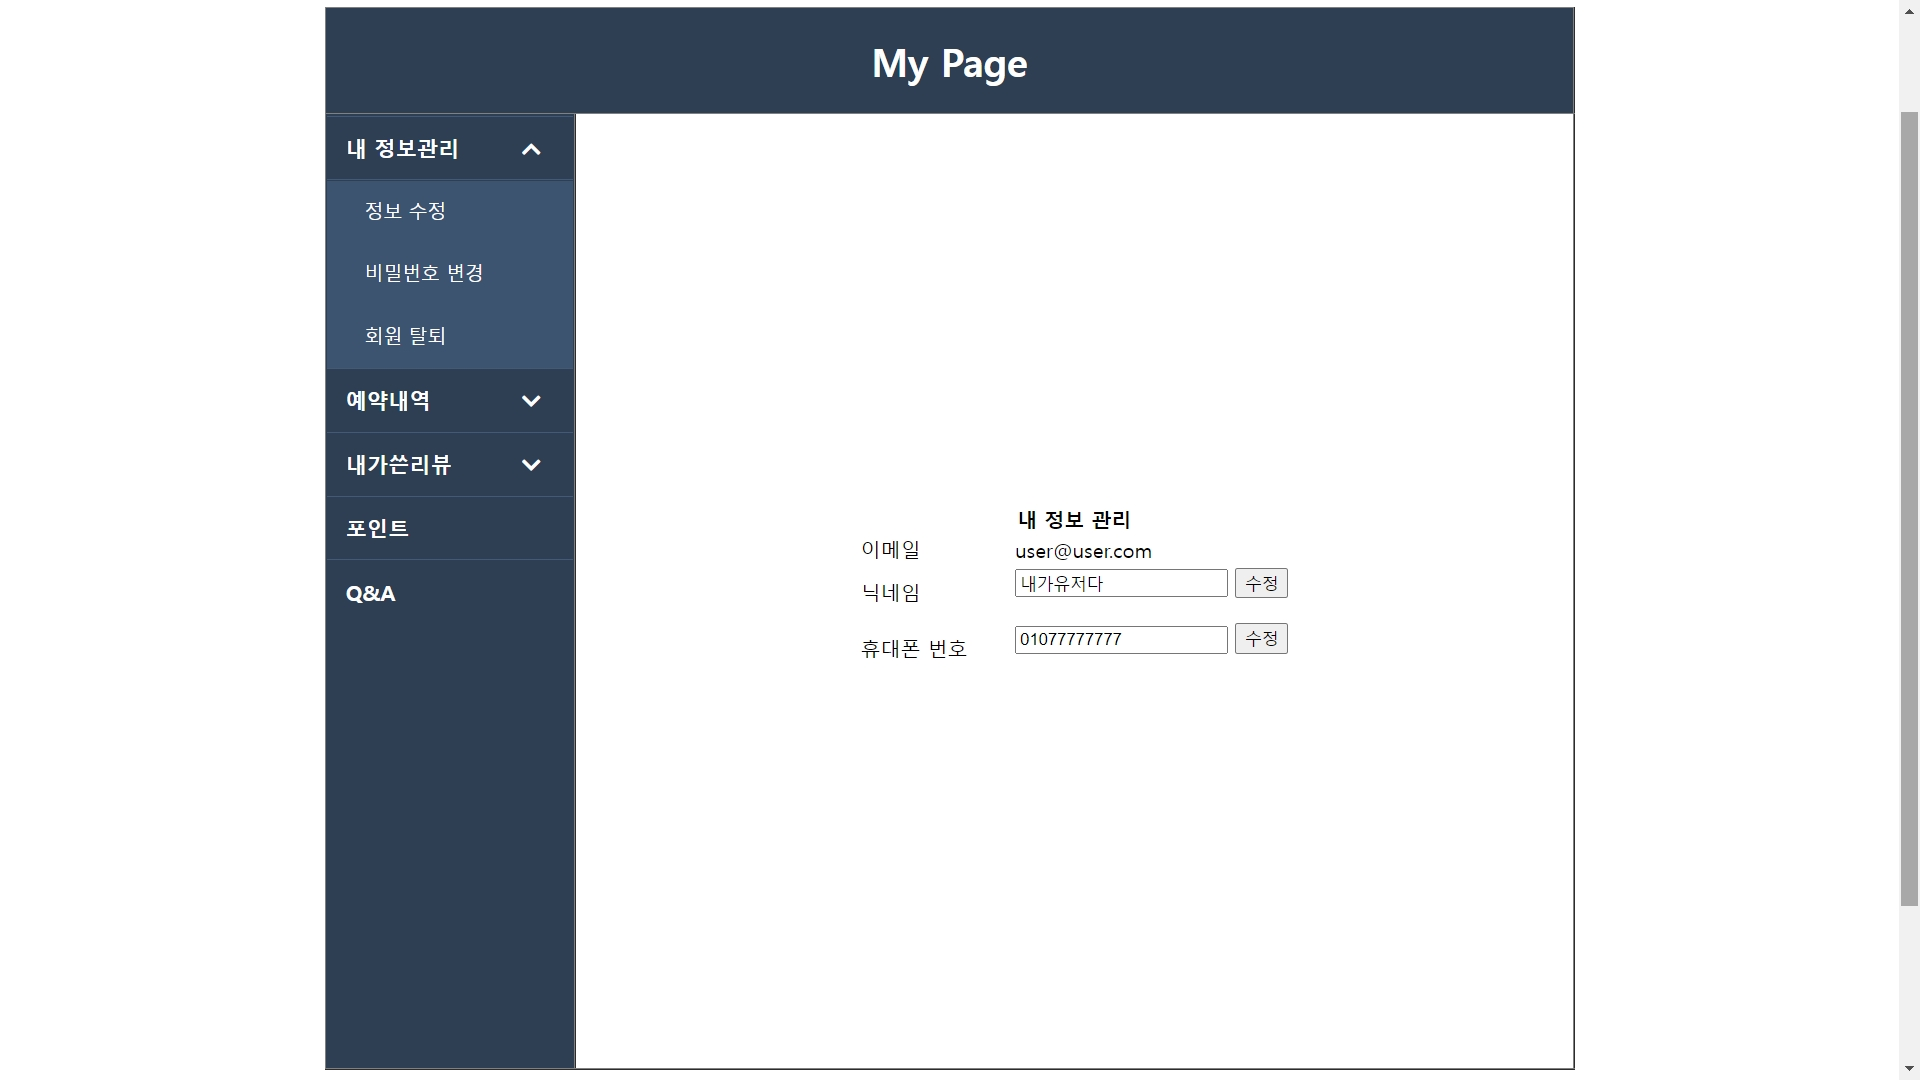 My Page
내 정보관리
정보 수정
비밀번호 변경
회원 탈퇴
예약내역
내가쓴리뷰
포인트
Q&A
내 정보 관리
이메일 user@user.com
닉네임 내가유저다 수정
휴대폰 번호 01077777777 수정